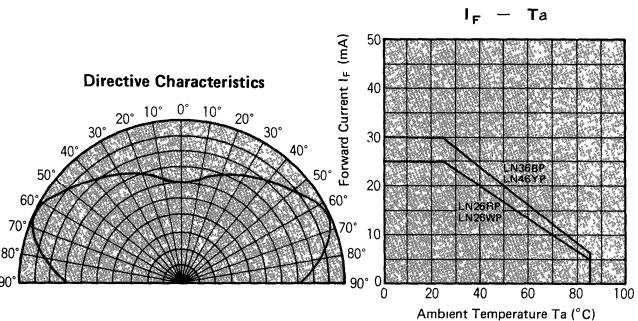 Directive Characteristics
0°
10° 10°
20° 20°
30° 30°
40° 40°
50° 50°
60° 60°
70° 70°
80° 80°
90° 90°
I F — Ta
Forward Current I F (mA)
50
40
30
20
10
0
LN36BP
LN46YP
LN26RP
LN26WP
0 20 40 60 80 100
Ambient Temperature Ta (°C)